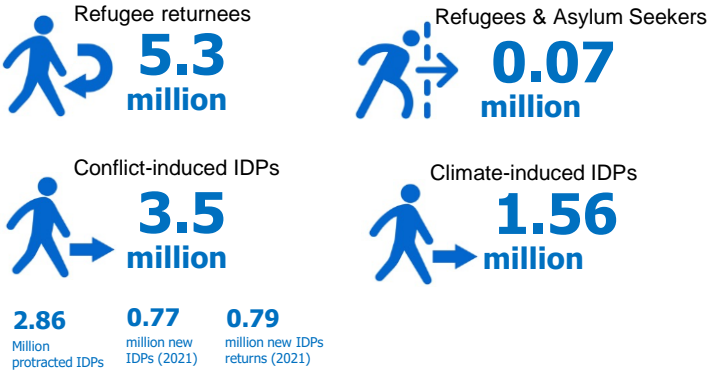 Refugee returnees
5.3
million
Refugees & Asylum Seekers
0.07
million
Conflict-induced IDPs
3.5
million
Climate-induced IDPs
1.56
million
2.86
Million
protracted IDPs
0.77
million new
IDPs (2021)
0.79
million new IDPs
returns (2021)